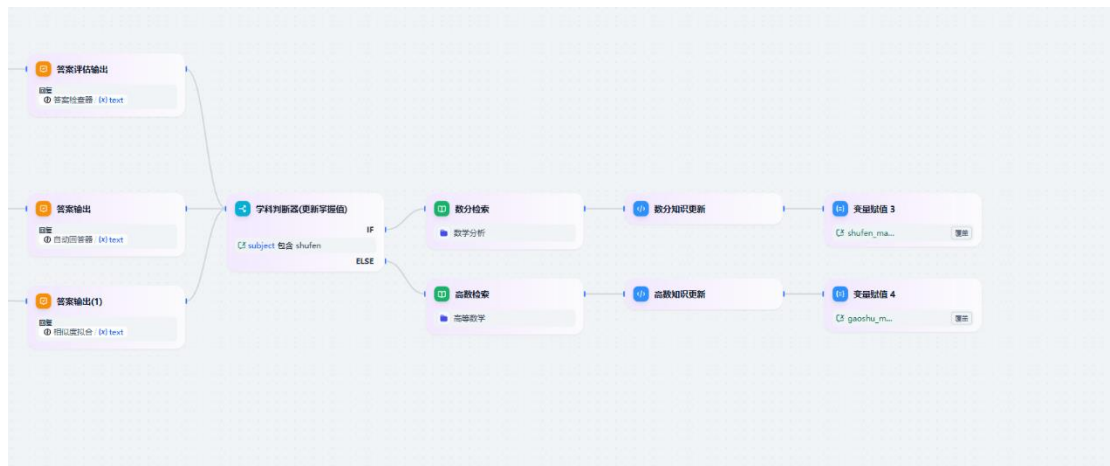 答案评估输出
回复
答案检查器 / {x} text
答案输出
回复
自动回答器 / {x} text
答案输出(1)
回复
相似度拟合 / {x} text
学科判断器(更新掌握值)
IF
subject 包含 shufen
ELSE
数分检索
数学分析
数分知识更新
变量赋值 3
shufen_ma...
覆盖
高数检索
高等数学
高数知识更新
变量赋值 4
gaoshu_m...
覆盖